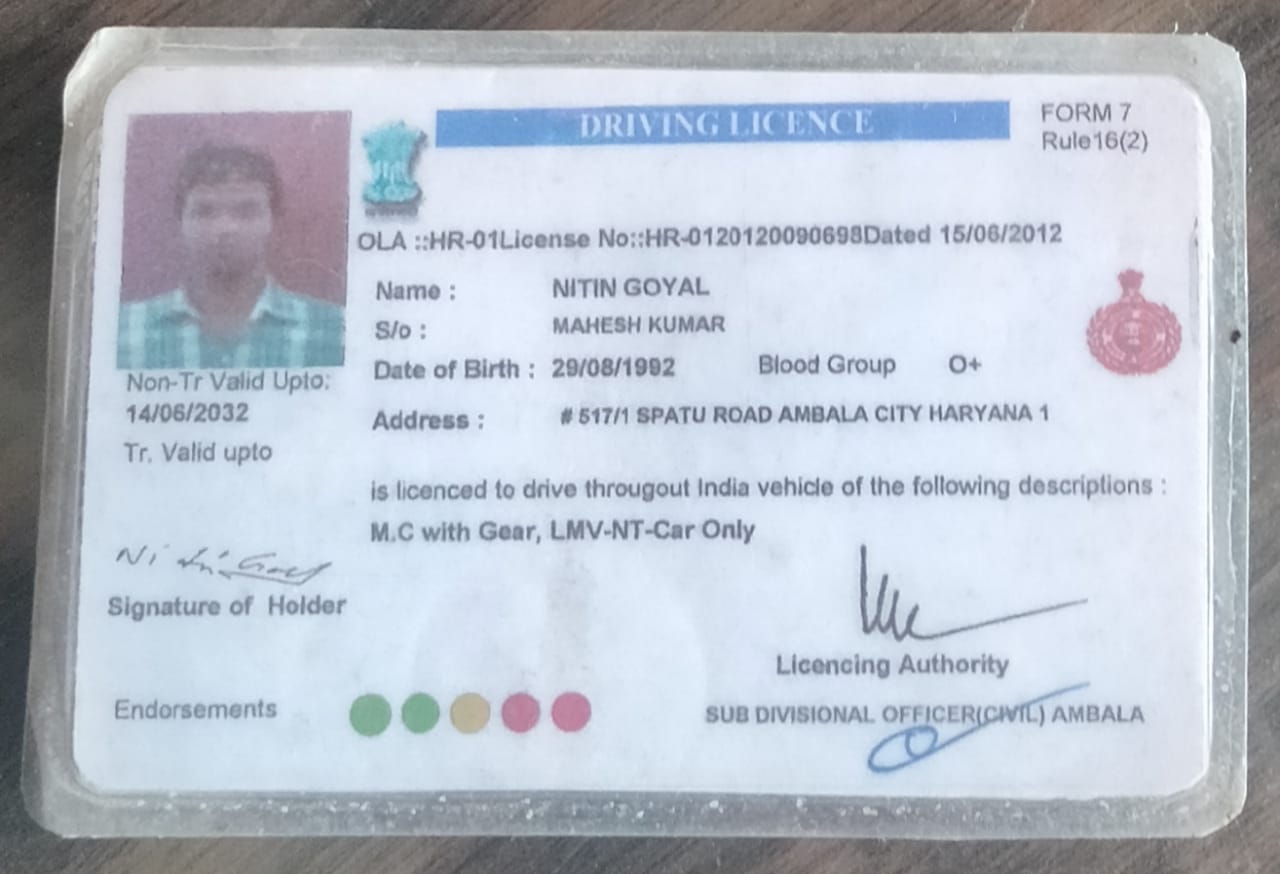 DRIVING LICENCE
FORM 7
Rule16(2)
OLA ::HR-01License No::HR-0120120090698Dated 15/06/2012
Name : NITIN GOYAL
S/o : MAHESH KUMAR
Date of Birth : 29/08/1992 Blood Group O+
Address : # 517/1 SPATU ROAD AMBALA CITY HARYANA 1
Non-Tr Valid Upto:
14/06/2032
Tr. Valid upto
is licenced to drive througout India vehicle of the following descriptions :
M.C with Gear, LMV-NT-Car Only
Nitin Goel
Signature of Holder
Licencing Authority
Endorsements
SUB DIVISIONAL OFFICER(CIVIL) AMBALA